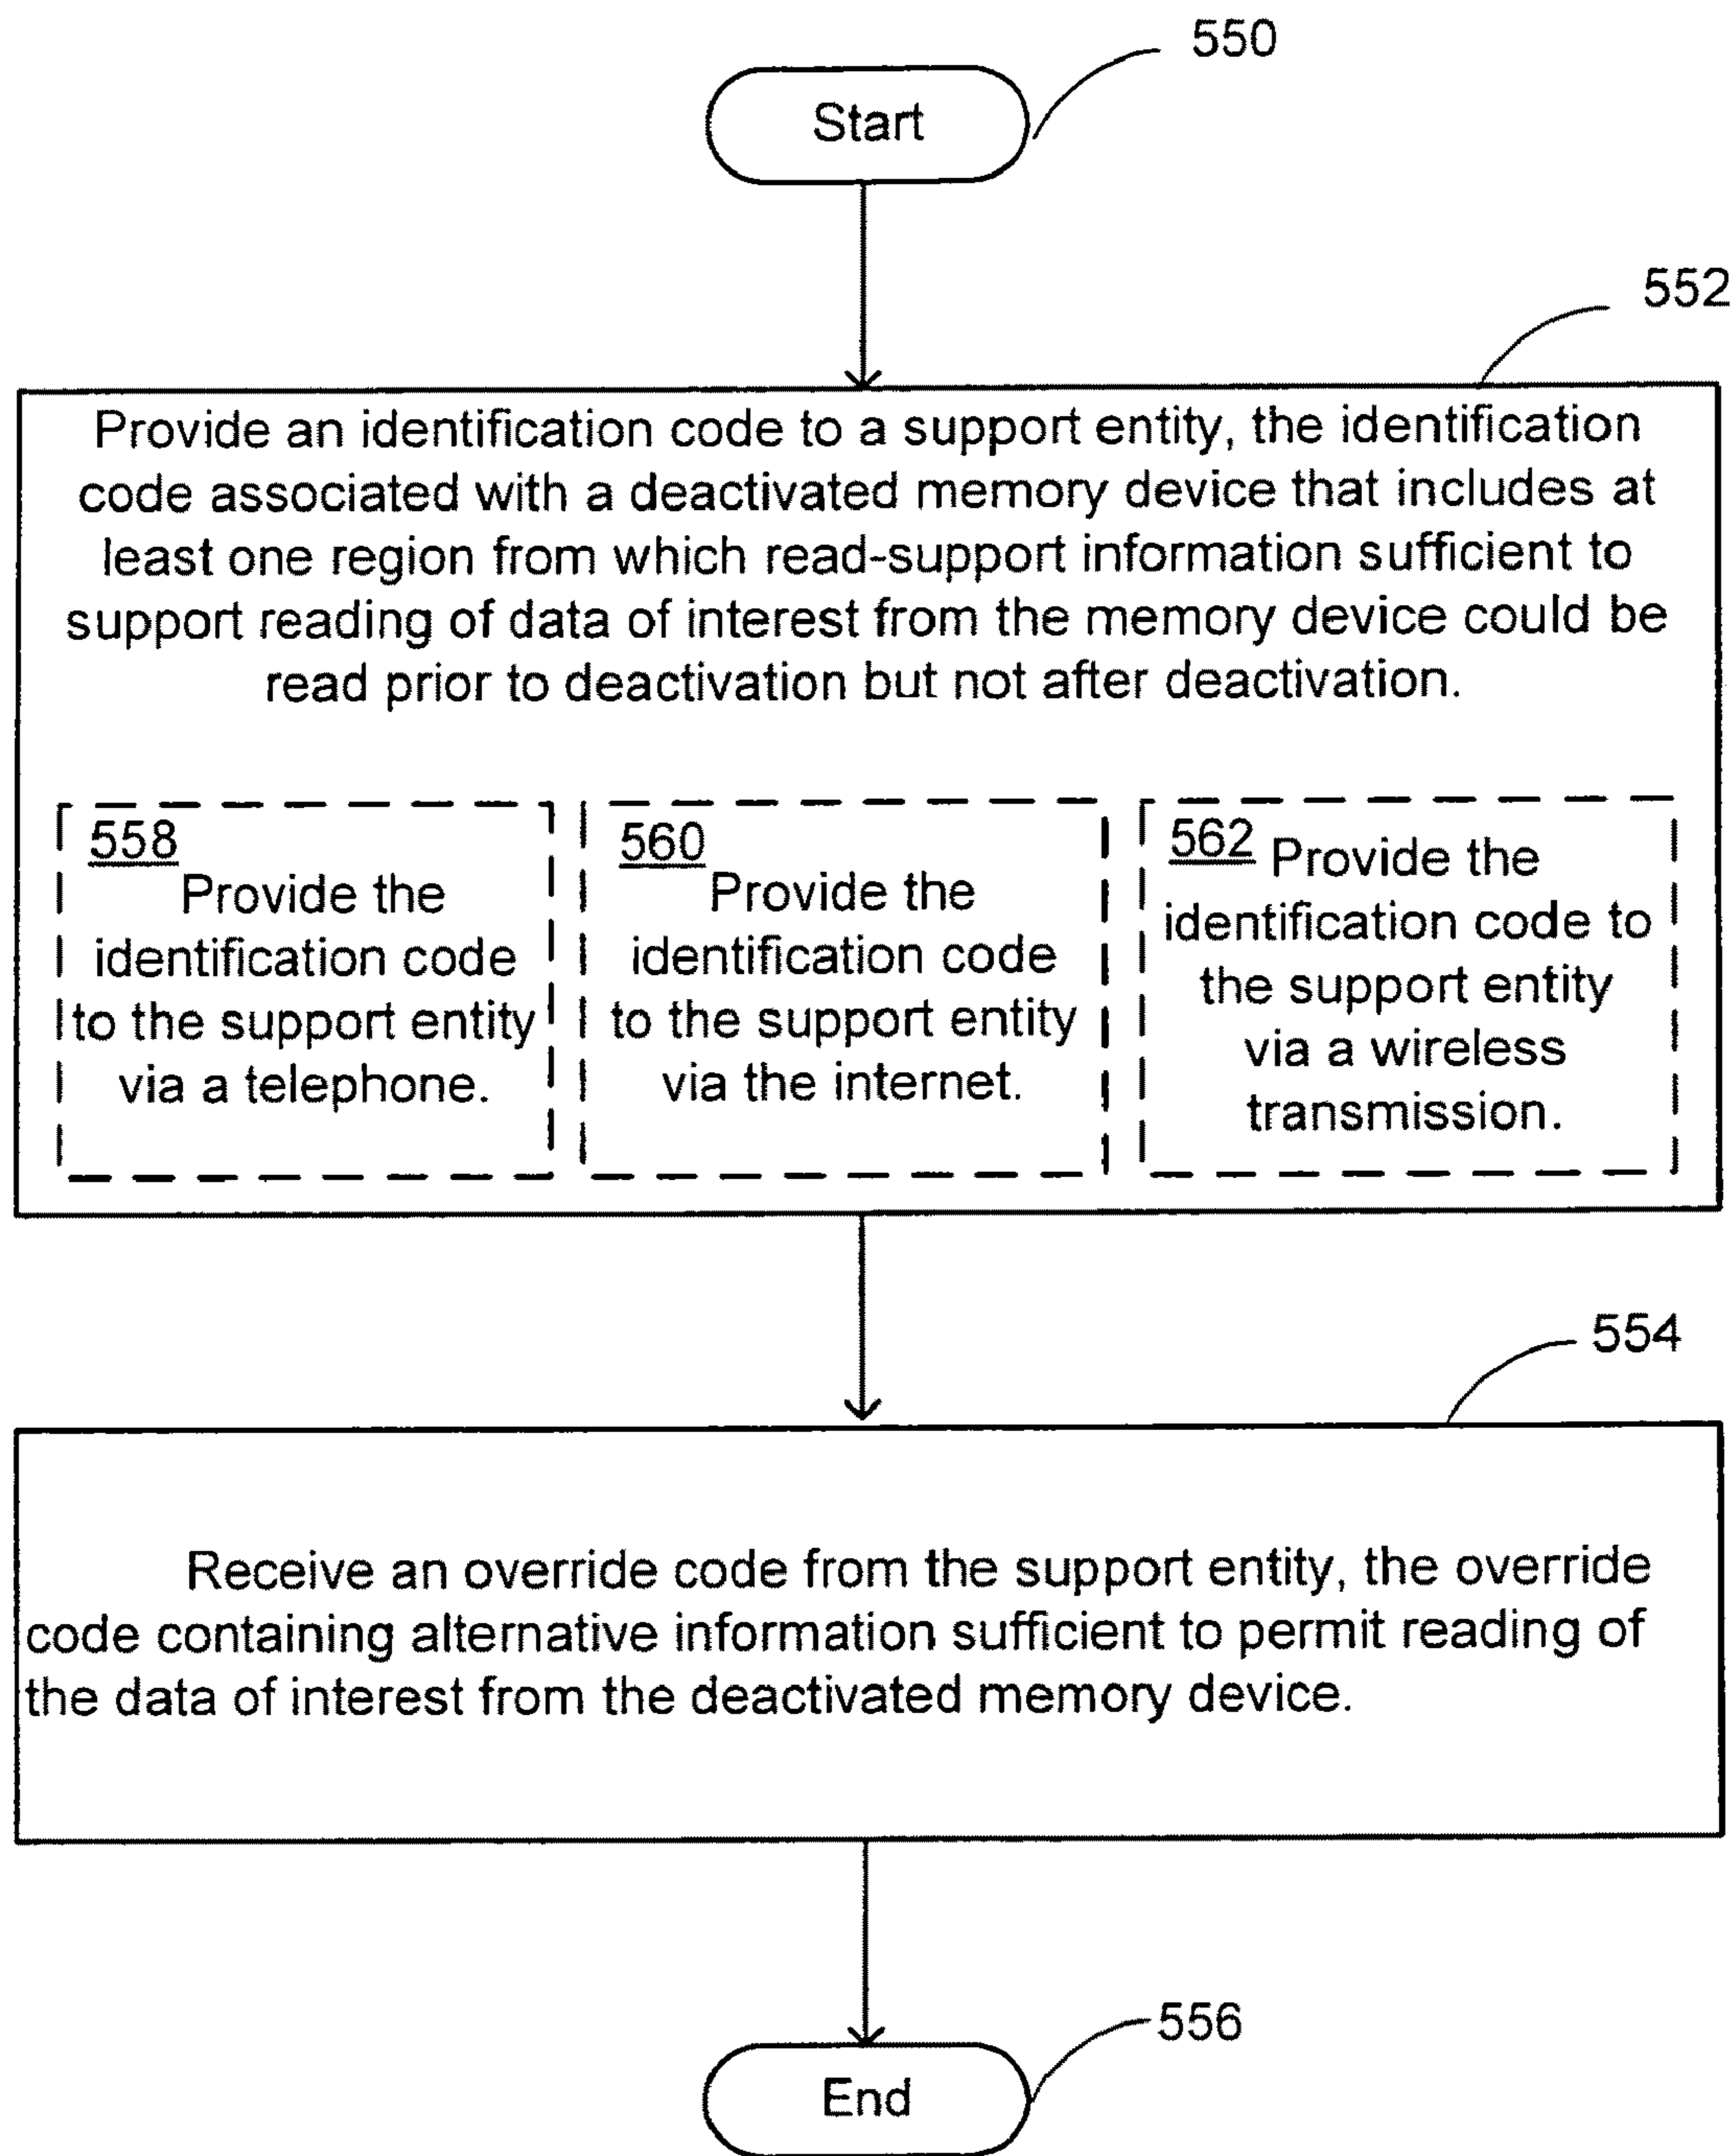 550
Start
552
Provide an identification code to a support entity, the identification
code associated with a deactivated memory device that includes at
least one region from which read-support information sufficient to
support reading of data of interest from the memory device could be
read prior to deactivation but not after deactivation.
558
Provide the
identification code
to the support entity
via a telephone.
560
Provide the
identification code
to the support entity
via the internet.
562 Provide the
identification code to
the support entity
via a wireless
transmission.
554
Receive an override code from the support entity, the override
code containing alternative information sufficient to permit reading of
the data of interest from the deactivated memory device.
556
End